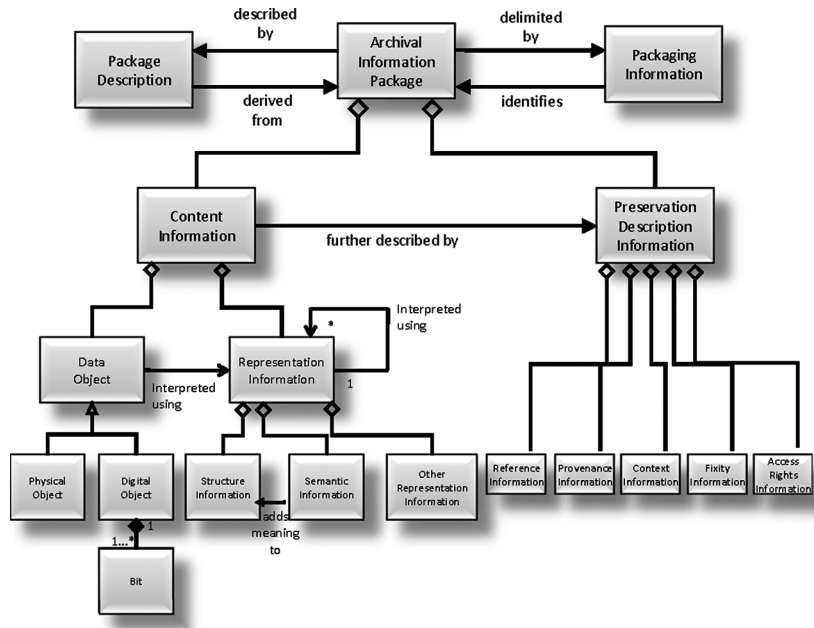 described
by
delimited
by
Package
Description
Archival
Information
Package
Packaging
Information
derived
from
identifies
Content
Information
further described by
Preservation
Description
Information
Data
Object
Interpreted
using
Representation
Information
*
1
Interpreted
using
Physical
Object
Digital
Object
Structure
Information
Semantic
Information
Other
Representation
Information
Reference
Information
Provenance
Information
Context
Information
Fixity
Information
Access
Rights
Information
adds
meaning
to
1
1...*
Bit